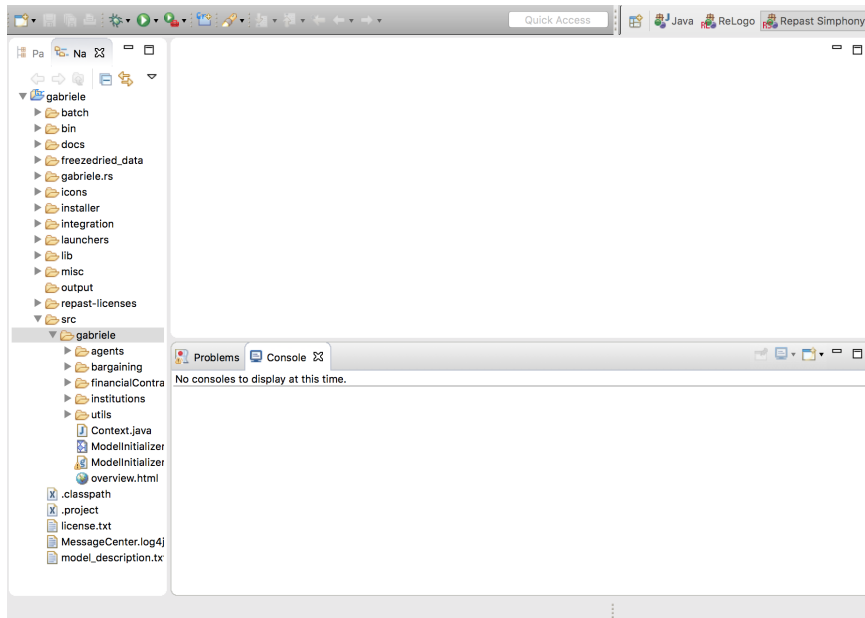 Quick Access
Java
ReLogo
Repast Simphony
Pa
Na
gabriele
batch
bin
docs
freezedried_data
gabriele.rs
icons
installer
integration
launchers
lib
misc
output
repast-licenses
src
gabriele
agents
bargaining
financialContra
institutions
utils
Context.java
ModelInitializer
ModelInitializer
overview.html
.classpath
.project
license.txt
MessageCenter.log4j
model_description.tx
Problems
Console
No consoles to display at this time.